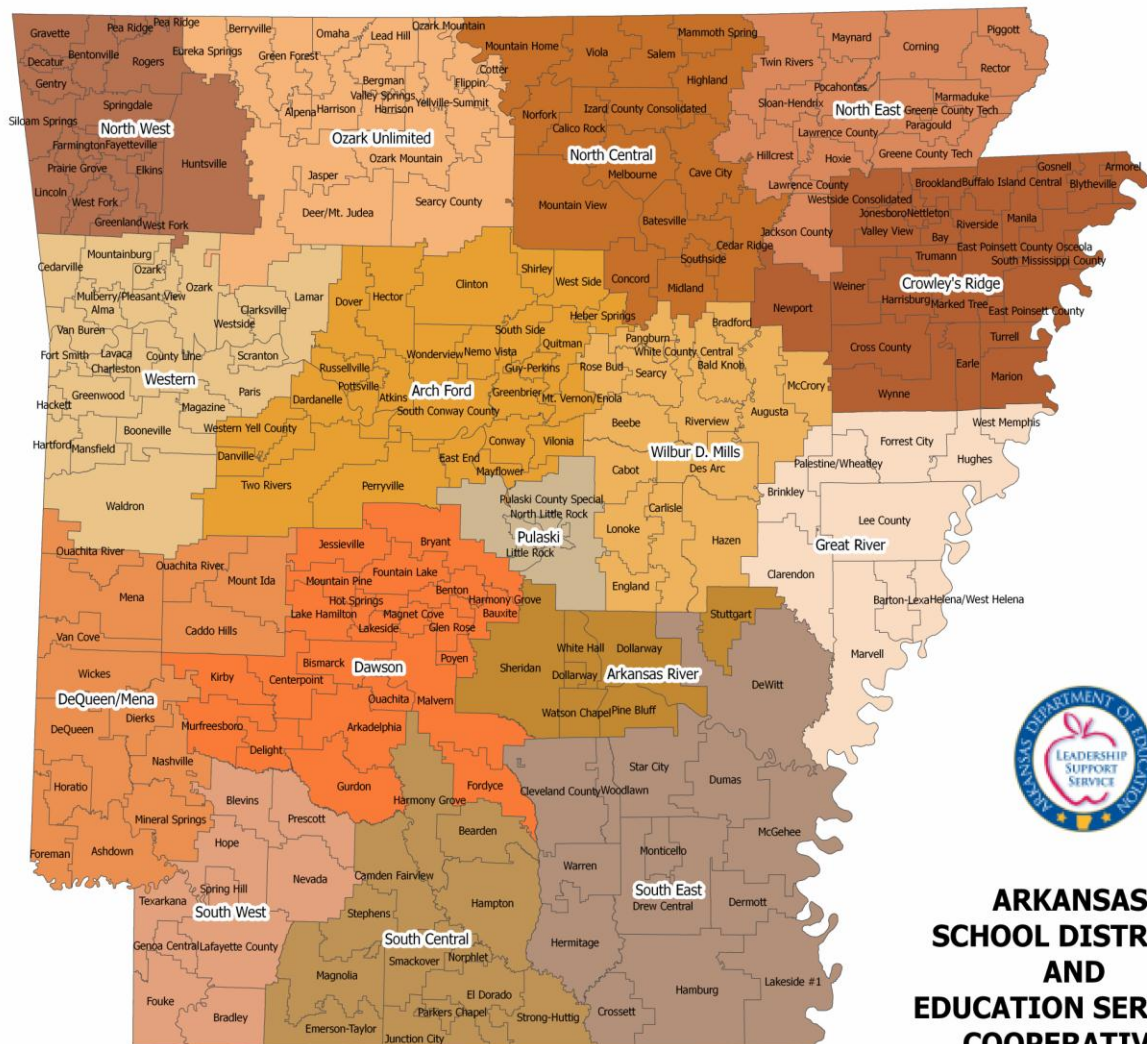 Gravette
Pea Ridge
Pea Ridge
Decatur
Bentonville
Rogers
Gentry
Springdale
Siloam Springs
North West
Farmington
Fayetteville
Huntsville
Prairie Grove
Elkins
Lincoln
West Fork
Greenland
West Fork
Berryville
Omaha
Lead Hill
Ozark Mountain
Eureka Springs
Green Forest
Cotter
Bergman
Flippin
Valley Springs
Alpena
Harrison
Harrison
Yellville-Summit
Ozark Unlimited
Ozark Mountain
Jasper
Deer/Mt. Judea
Searcy County
Mountain Home
Viola
Salem
Mammoth Spring
Highland
Norfork
Izard County Consolidated
Calico Rock
North Central
Melbourne
Cave City
Mountain View
Batesville
Cedar Ridge
Southside
Concord
Midland
Maynard
Corning
Piggott
Twin Rivers
Rector
Pocahontas
Sloan-Hendrix
Marmaduke
North East
Greene County Tech
Lawrence County
Paragould
Hillcrest
Hoxie
Greene County Tech
Lawrence County
Jackson County
Gosnell
Armorel
Brookland
Buffalo Island Central
Blytheville
Westside Consolidated
Jonesboro
Nettleton
Riverside
Manila
Valley View
Bay
East Poinsett County
Osceola
Trumann
South Mississippi County
Weiner
Crowley's Ridge
Harrisburg
Marked Tree
East Poinsett County
Newport
Turrell
Cross County
Earle
Marion
Wynne
Mountainburg
Cedarville
Ozark
Ozark
Lamar
Mulberry/Pleasant View
Clarksville
Alma
Westside
Van Buren
Fort Smith
Lavaca
County Line
Scranton
Charleston
Western
Greenwood
Paris
Hackett
Magazine
Booneville
Hartford
Mansfield
Waldron
Dover
Hector
Clinton
Shirley
West Side
Heber Springs
South Side
Quitman
Wonderview
Nemo Vista
Russellville
Guy-Perkins
Pottsville
Arch Ford
Dardanelle
Atkins
Greenbrier
Mt. Vernon/Enola
South Conway County
Western Yell County
Conway
Vilonia
Danville
East End
Mayflower
Two Rivers
Perryville
Bradford
Pangburn
White County Central
Bald Knob
Rose Bud
Searcy
McCrory
Augusta
Beebe
Riverview
Wilbur D. Mills
Cabot
Des Arc
Carlisle
Lonoke
Hazen
England
Pulaski County Special
North Little Rock
Pulaski
Little Rock
West Memphis
Forrest City
Hughes
Palestine/Wheatley
Brinkley
Lee County
Great River
Clarendon
Barton-Lexa
Helena/West Helena
Marvell
Ouachita River
Ouachita River
Mount Ida
Mena
Caddo Hills
Van Cove
Wickes
DeQueen/Mena
Dierks
DeQueen
Nashville
Horatio
Mineral Springs
Foreman
Ashdown
Jessieville
Bryant
Fountain Lake
Mountain Pine
Benton
Hot Springs
Harmony Grove
Lake Hamilton
Magnet Cove
Bauxite
Lakeside
Glen Rose
Bismarck
Dawson
Poyen
Kirby
Centerpoint
Ouachita
Malvern
Murfreesboro
Arkadelphia
Delight
Gurdon
Fordyce
Stuttgart
White Hall
Dollarway
Sheridan
Dollarway
Arkansas River
Watson Chapel
Pine Bluff
DeWitt
Star City
Cleveland County
Woodlawn
Dumas
McGehee
Monticello
Warren
South East
Drew Central
Dermott
Hermitage
Lakeside #1
Hamburg
Crossett
Blevins
Prescott
Hope
Nevada
Spring Hill
Texarkana
South West
Genoa Central
Lafayette County
Fouke
Bradley
Harmony Grove
Bearden
Camden Fairview
Hampton
Stephens
South Central
Smackover
Norphlet
Magnolia
El Dorado
Parkers Chapel
Emerson-Taylor
Strong-Huttig
Junction City
ARKANSAS DEPARTMENT OF EDUCATION
LEADERSHIP
SUPPORT
SERVICE
ARKANSAS
SCHOOL DISTR
AND
EDUCATION SER
COOPERATIV